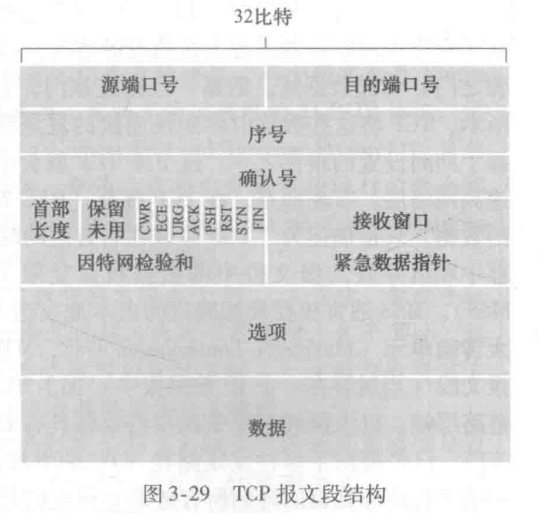 32比特
源端口号 目的端口号
序号
确认号
首部 保留
长度 未用 CWR ECE URG ACK PSH RST SYN FIN 接收窗口
因特网检验和 紧急数据指针
选项
数据
图 3-29 TCP 报文段结构